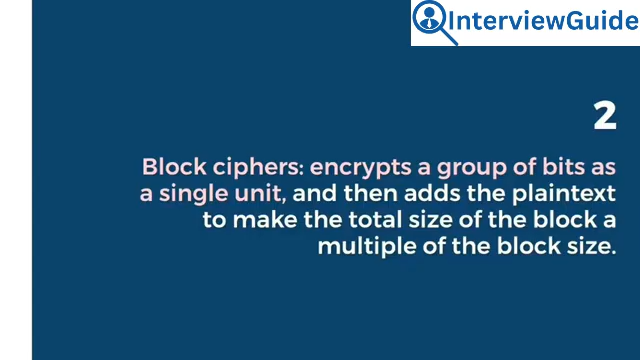 InterviewGuide
2
Block ciphers: encrypts a group of bits as
a single unit, and then adds the plaintext
to make the total size of the block a
multiple of the block size.